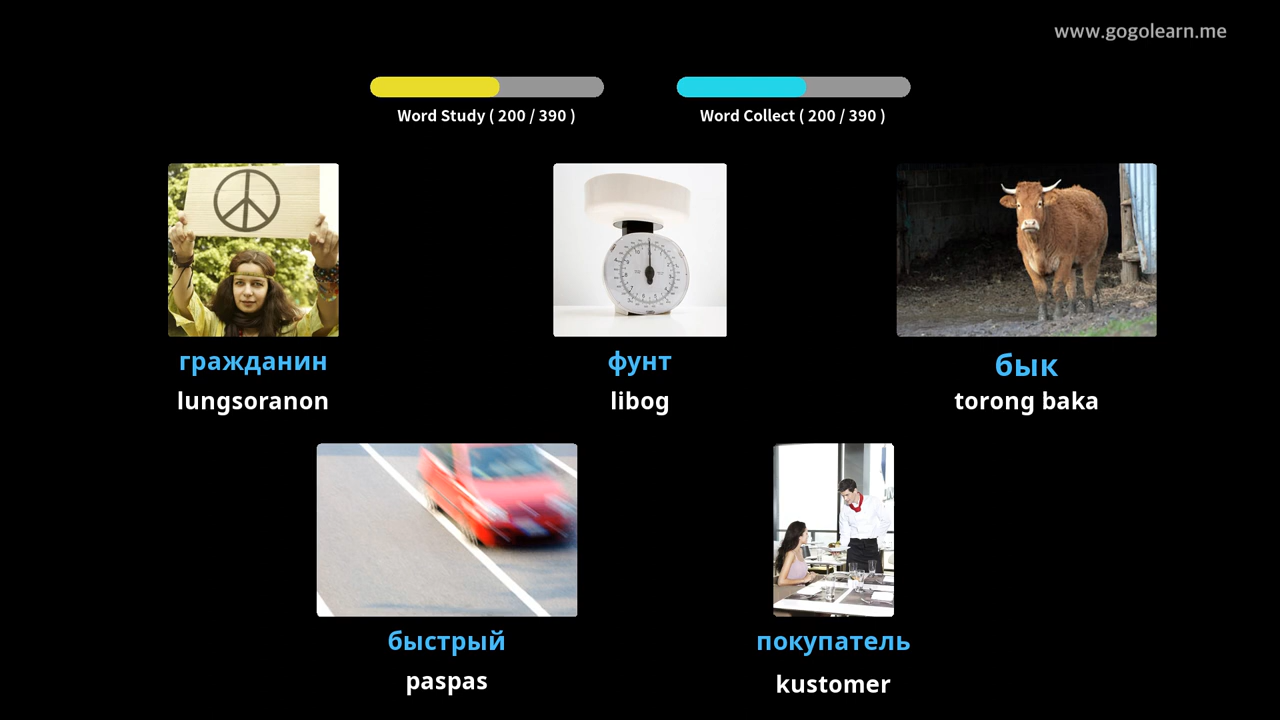 www.gogolearn.me
Word Study ( 200 / 390 )
Word Collect ( 200 / 390 )
гражданин
lungsoranon
фунт
libog
бык
torong baka
быстрый
paspas
покупатель
kustomer